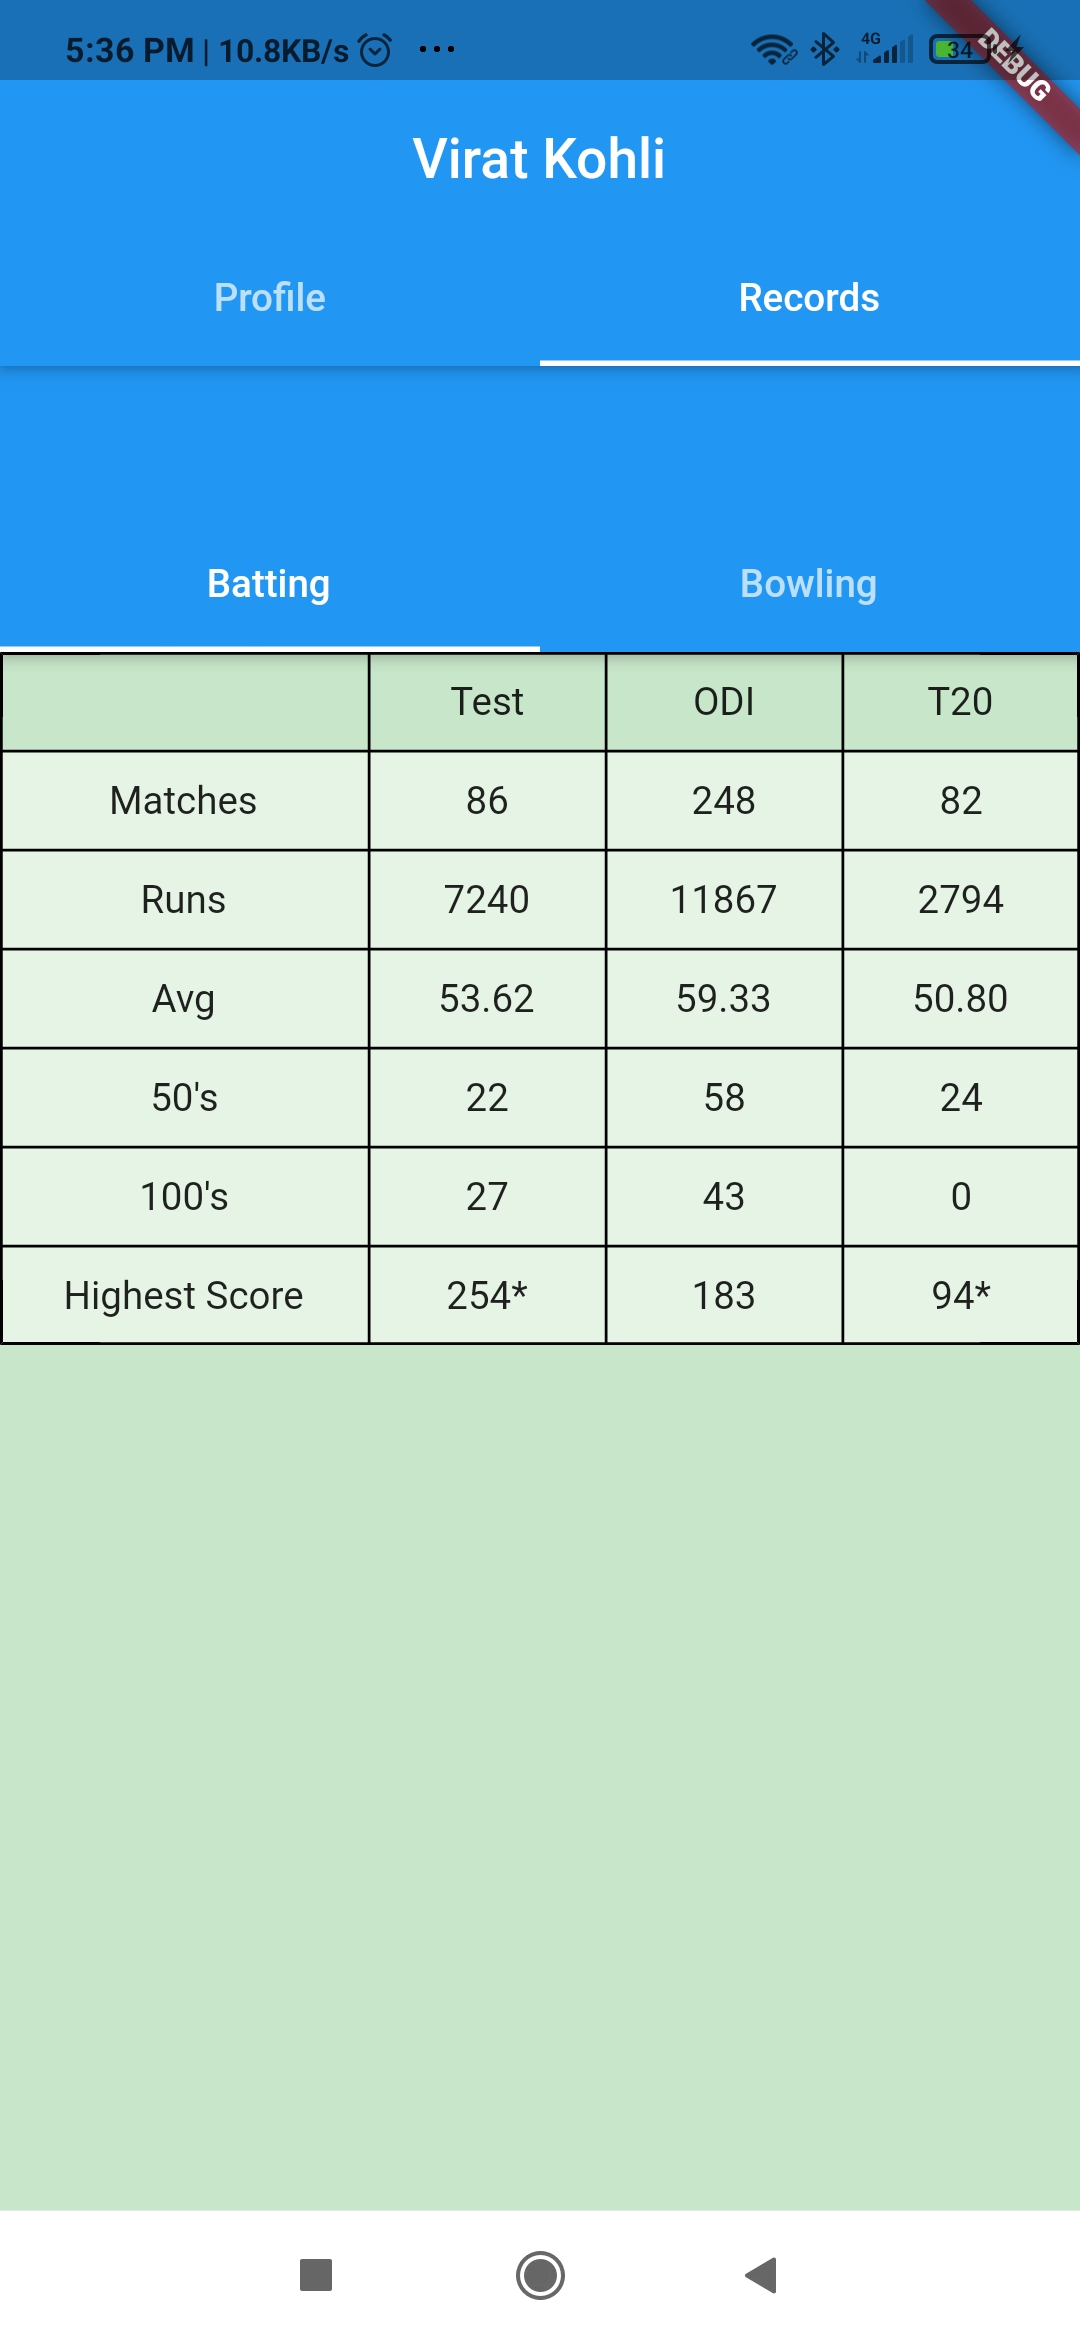 5:36 PM | 10.8KB/s ... 4G 34
DEBUG
Virat Kohli
Profile Records
Batting Bowling
Test ODI T20
Matches 86 248 82
Runs 7240 11867 2794
Avg 53.62 59.33 50.80
50's 22 58 24
100's 27 43 0
Highest Score 254* 183 94*